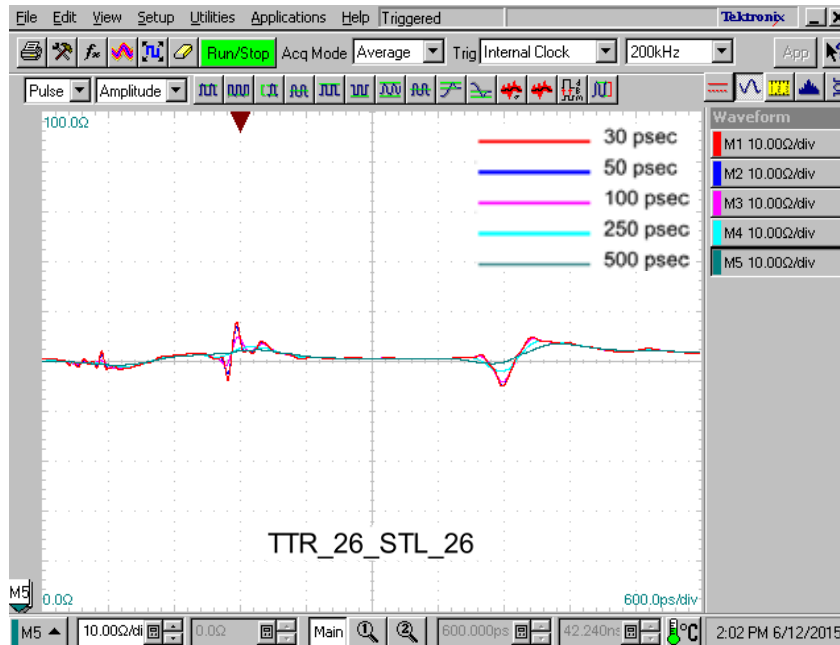 File Edit View Setup Utilities Applications Help Triggered Tektronix
Run/Stop Acq Mode Average Trig Internal Clock 200kHz App
Pulse Amplitude
Waveform
100.0Ω
30 psec
50 psec
100 psec
250 psec
500 psec
M1 10.00Ω/div
M2 10.00Ω/div
M3 10.00Ω/div
M4 10.00Ω/div
M5 10.00Ω/div
TTR_26_STL_26
M5
0.0Ω 600.0ps/div
M5 10.00Ω/di 0.0Ω Main 1 2 600.000ps 42.240ns °C 2:02 PM 6/12/2015